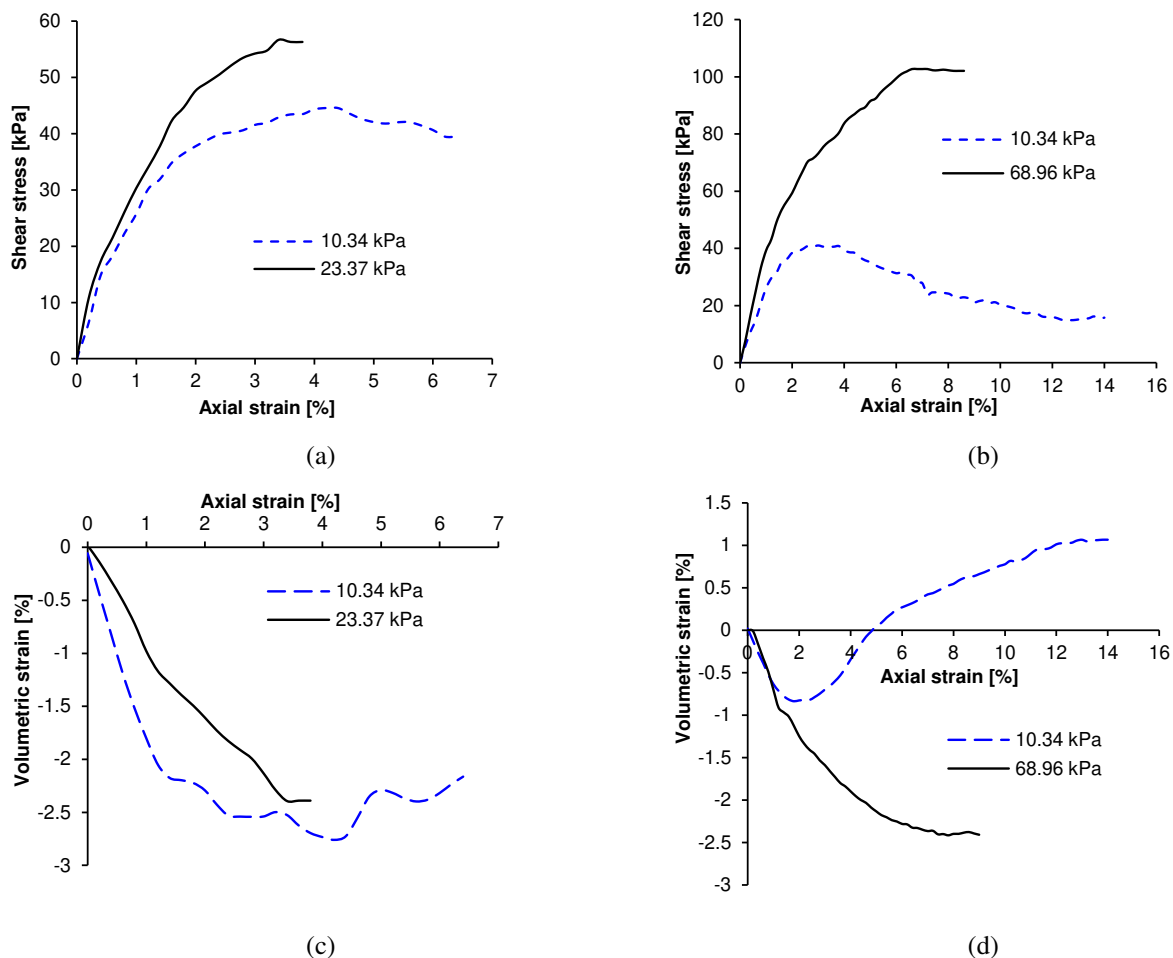 60
50
40
30
20
10
0
Shear stress [kPa]
10.34 kPa
23.37 kPa
0 1 2 3 4 5 6 7
Axial strain [%]
(a)
120
100
80
60
40
20
0
Shear stress [kPa]
10.34 kPa
68.96 kPa
0 2 4 6 8 10 12 14 16
Axial strain [%]
(b)
Axial strain [%]
0 1 2 3 4 5 6 7
0
-0.5
-1
-1.5
-2
-2.5
-3
Volumetric strain [%]
10.34 kPa
23.37 kPa
(c)
1.5
1
0.5
0
-0.5
-1
-1.5
-2
-2.5
-3
Volumetric strain [%]
0 2 4 6 8 10 12 14 16
Axial strain [%]
10.34 kPa
68.96 kPa
(d)